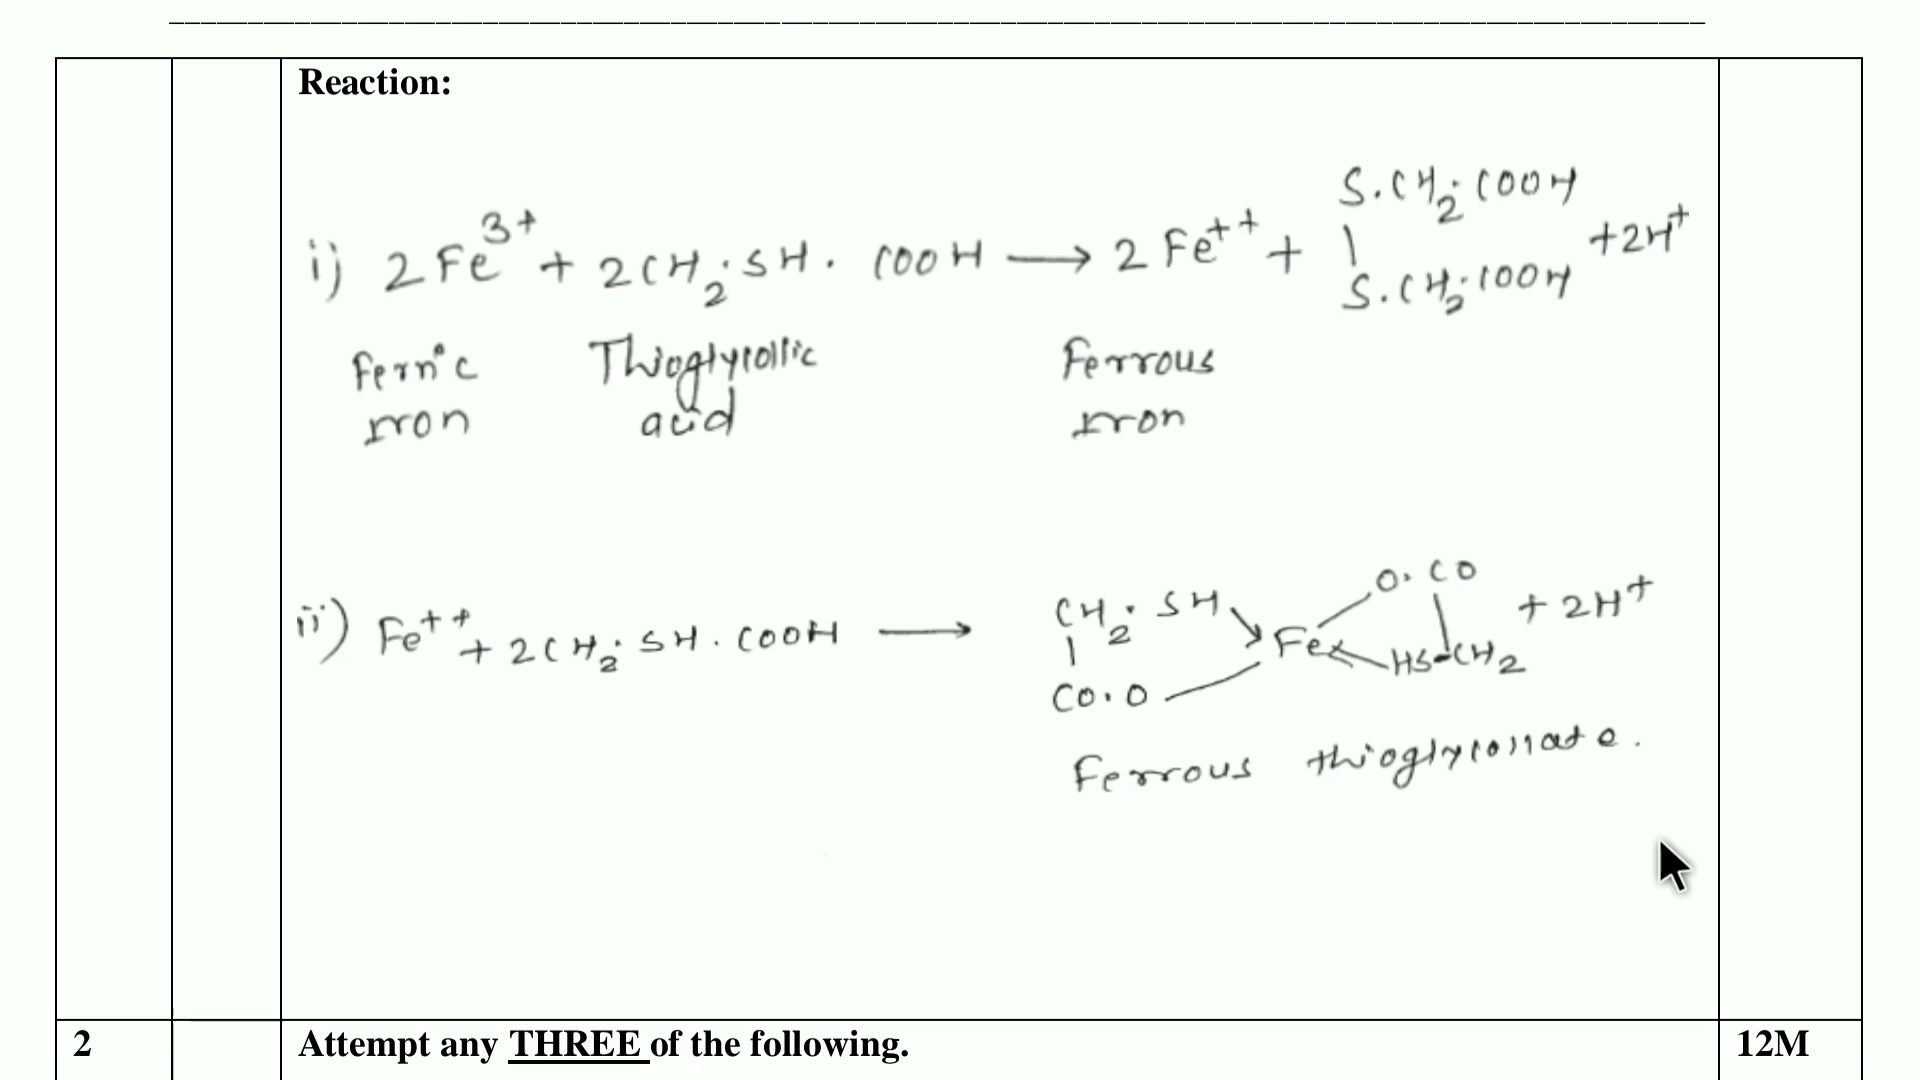 Reaction:
i) 2Fe³⁺ + 2CH₂·SH·COOH ⟶ 2Fe⁺⁺ + S·CH₂·COOH | S·CH₂·COOH + 2H⁺
Ferric Thioglycollic Ferrous
Iron acid Iron
ii) Fe⁺⁺ + 2CH₂·SH·COOH ⟶ CH₂·SH | CO·O Fe O·CO | HS-CH₂ + 2H⁺
Ferrous thioglycollate.
2 Attempt any THREE of the following. 12M